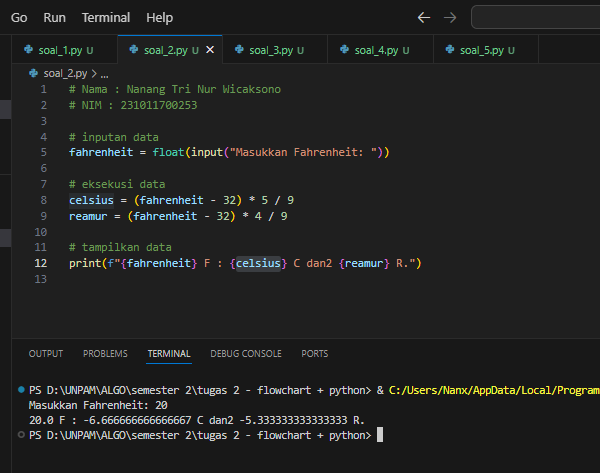 Go Run Terminal Help
soal_1.py U soal_2.py U soal_3.py U soal_4.py U soal_5.py U
soal_2.py > ...
1 # Nama : Nanang Tri Nur Wicaksono
2 # NIM : 231011700253
3
4 # inputan data
5 fahrenheit = float(input("Masukkan Fahrenheit: "))
6
7 # eksekusi data
8 celsius = (fahrenheit - 32) * 5 / 9
9 reamur = (fahrenheit - 32) * 4 / 9
10
11 # tampilkan data
12 print(f"{fahrenheit} F : {celsius} C dan2 {reamur} R.")
13
OUTPUT PROBLEMS TERMINAL DEBUG CONSOLE PORTS
PS D:\UNPAM\ALGO\semester 2\tugas 2 - flowchart + python> & C:/Users/Nanx/AppData/Local/Program
Masukkan Fahrenheit: 20
20.0 F : -6.666666666666667 C dan2 -5.333333333333333 R.
PS D:\UNPAM\ALGO\semester 2\tugas 2 - flowchart + python>